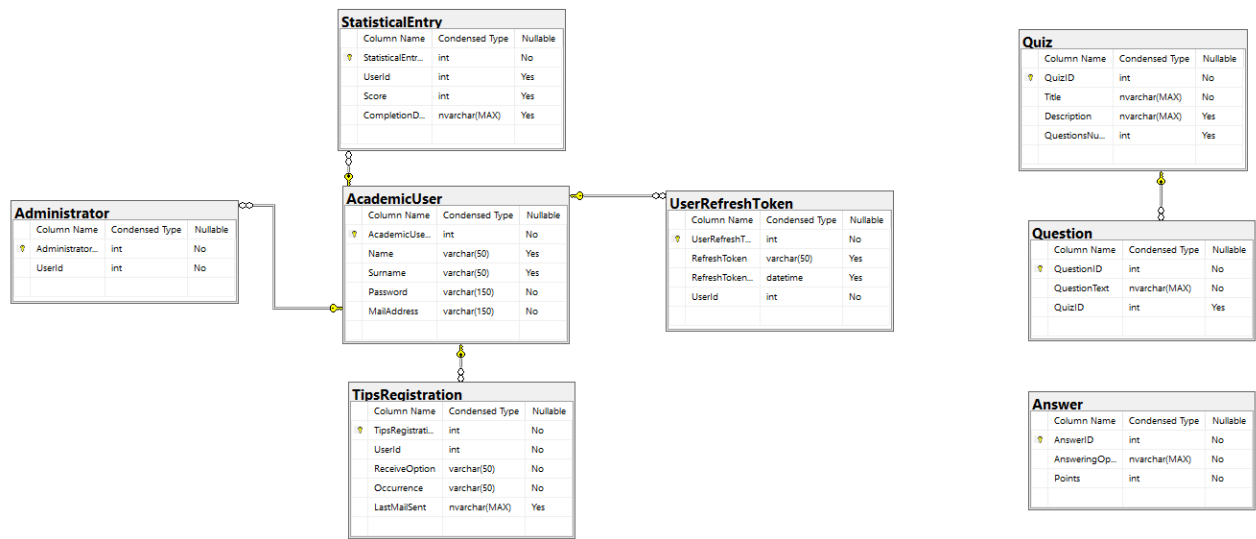 StatisticalEntry
Column Name Condensed Type Nullable
StatisticalEntr... int No
UserId int Yes
Score int Yes
CompletionD... nvarchar(MAX) Yes
Quiz
Column Name Condensed Type Nullable
QuizID int No
Title nvarchar(MAX) No
Description nvarchar(MAX) Yes
QuestionsNu... int Yes
Administrator
Column Name Condensed Type Nullable
Administrator... int No
UserId int No
AcademicUser
Column Name Condensed Type Nullable
AcademicUse... int No
Name varchar(50) Yes
Surname varchar(50) Yes
Password varchar(150) No
MailAddress varchar(150) No
UserRefreshToken
Column Name Condensed Type Nullable
UserRefreshT... int No
RefreshToken varchar(50) Yes
RefreshToken... datetime Yes
UserId int No
Question
Column Name Condensed Type Nullable
QuestionID int No
QuestionText nvarchar(MAX) No
QuizID int Yes
TipsRegistration
Column Name Condensed Type Nullable
TipsRegistrati... int No
UserId int No
ReceiveOption varchar(50) No
Occurrence varchar(50) No
LastMailSent nvarchar(MAX) Yes
Answer
Column Name Condensed Type Nullable
AnswerID int No
AnsweringOp... nvarchar(MAX) No
Points int No